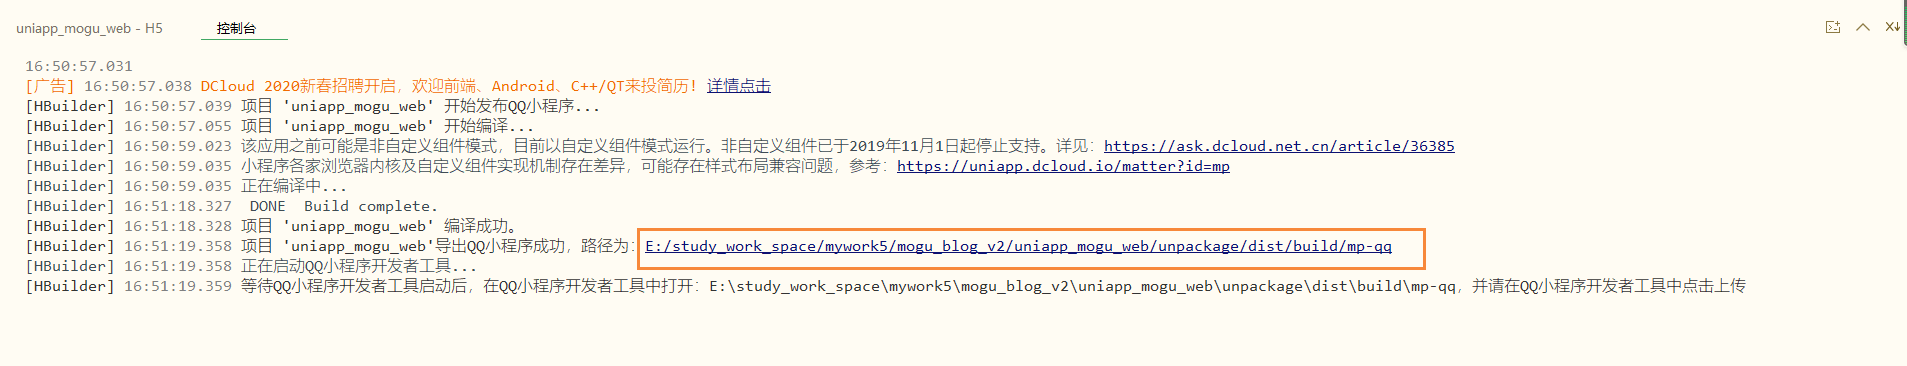 uniapp_mogu_web - H5 控制台
16:50:57.031
[广告] 16:50:57.038 DCloud 2020新春招聘开启，欢迎前端、Android、C++/QT来投简历! 详情点击
[HBuilder] 16:50:57.039 项目 'uniapp_mogu_web' 开始发布QQ小程序...
[HBuilder] 16:50:57.055 项目 'uniapp_mogu_web' 开始编译...
[HBuilder] 16:50:59.023 该应用之前可能是非自定义组件模式，目前以自定义组件模式运行。非自定义组件已于2019年11月1日起停止支持。详见：https://ask.dcloud.net.cn/article/36385
[HBuilder] 16:50:59.035 小程序各家浏览器内核及自定义组件实现机制存在差异，可能存在样式布局兼容问题，参考：https://uniapp.dcloud.io/matter?id=mp
[HBuilder] 16:50:59.035 正在编译中...
[HBuilder] 16:51:18.327  DONE  Build complete.
[HBuilder] 16:51:18.328 项目 'uniapp_mogu_web' 编译成功。
[HBuilder] 16:51:19.358 项目 'uniapp_mogu_web'导出QQ小程序成功，路径为：E:/study_work_space/mywork5/mogu_blog_v2/uniapp_mogu_web/unpackage/dist/build/mp-qq
[HBuilder] 16:51:19.358 正在启动QQ小程序开发者工具...
[HBuilder] 16:51:19.359 等待QQ小程序开发者工具启动后，在QQ小程序开发者工具中打开：E:\study_work_space\mywork5\mogu_blog_v2\uniapp_mogu_web\unpackage\dist\build\mp-qq，并请在QQ小程序开发者工具中点击上传